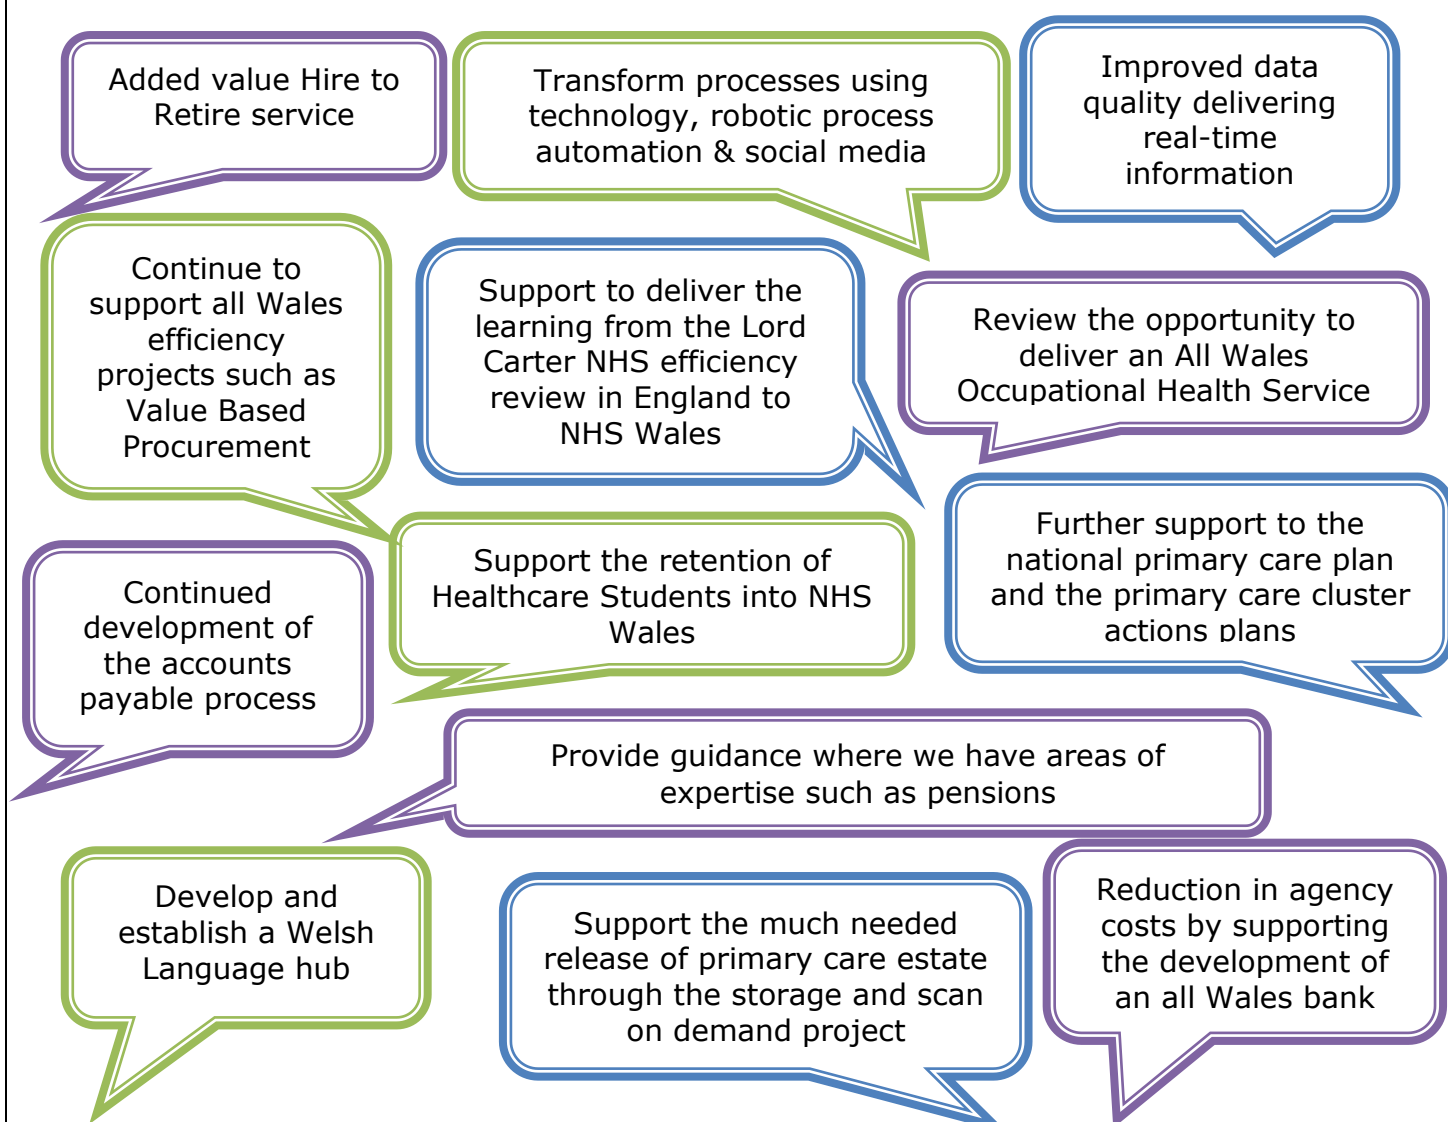 Added value Hire to
Retire service
Transform processes using
technology, robotic process
automation & social media
Improved data
quality delivering
real-time
information
Continue to
support all Wales
efficiency
projects such as
Value Based
Procurement
Support to deliver the
learning from the Lord
Carter NHS efficiency
review in England to
NHS Wales
Review the opportunity to
deliver an All Wales
Occupational Health Service
Support the retention of
Healthcare Students into NHS
Wales
Further support to the
national primary care plan
and the primary care cluster
actions plans
Continued
development of
the accounts
payable process
Provide guidance where we have areas of
expertise such as pensions
Develop and
establish a Welsh
Language hub
Support the much needed
release of primary care estate
through the storage and scan
on demand project
Reduction in agency
costs by supporting
the development of
an all Wales bank